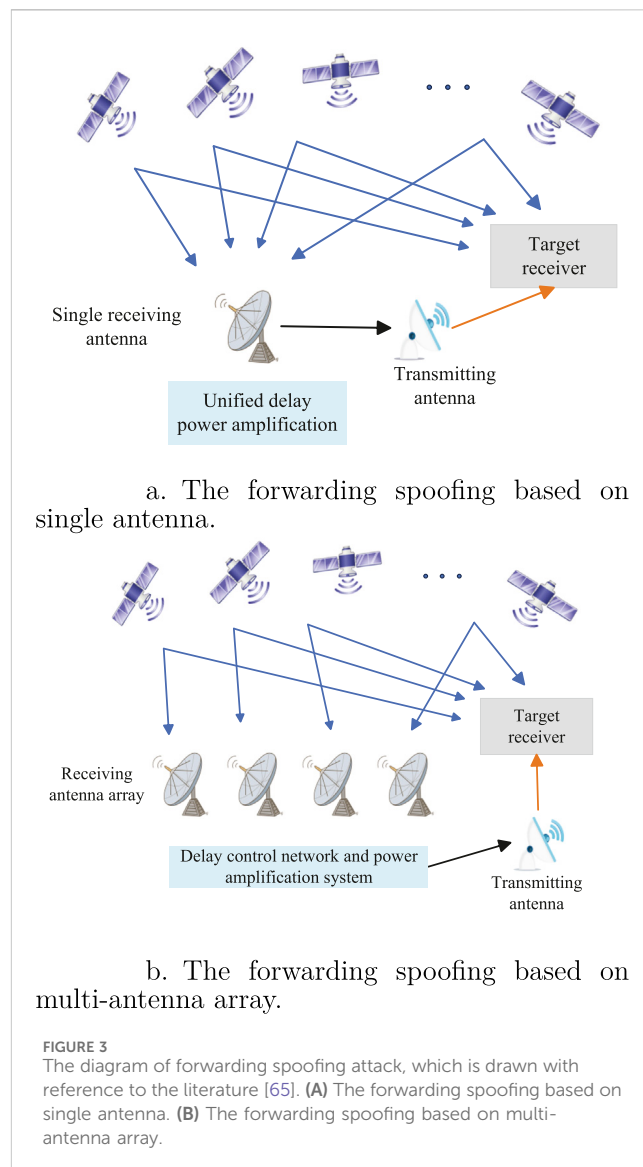 Target
receiver
Single receiving
antenna
Transmitting
antenna
Unified delay
power amplification
a. The forwarding spoofing based on
single antenna.
Target
receiver
Receiving
antenna array
Delay control network and power
amplification system
Transmitting
antenna
b. The forwarding spoofing based on
multi-antenna array.
FIGURE 3
The diagram of forwarding spoofing attack, which is drawn with
reference to the literature [65]. (A) The forwarding spoofing based on
single antenna. (B) The forwarding spoofing based on multi-
antenna array.